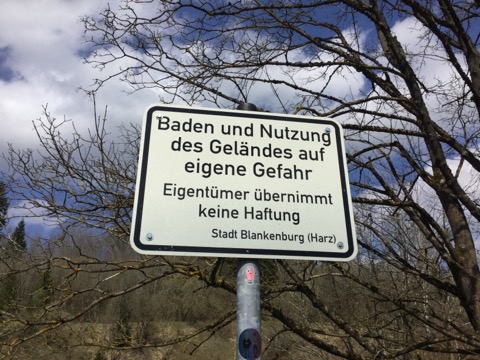 Baden und Nutzung
des Geländes auf
eigene Gefahr
Eigentümer übernimmt
keine Haftung
Stadt Blankenburg (Harz)